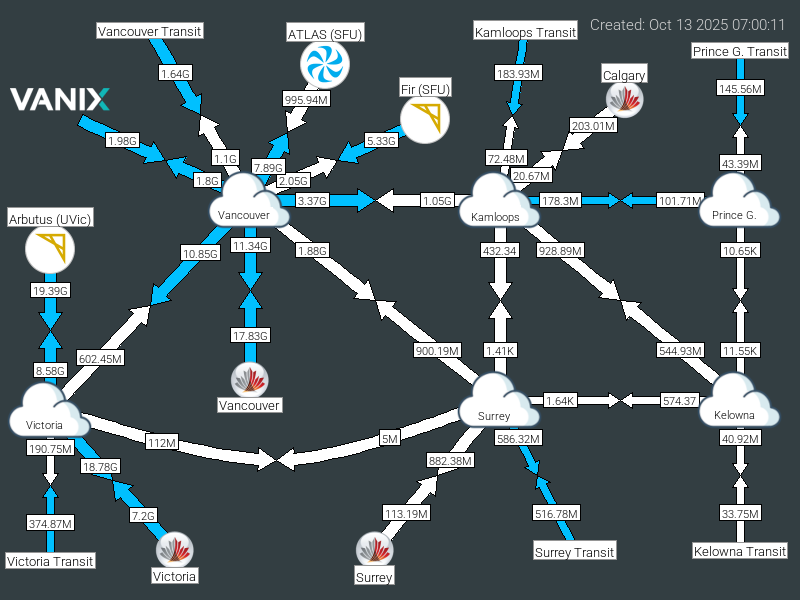 Created: Oct 13 2025 07:00:11
Vancouver Transit
ATLAS (SFU)
Kamloops Transit
Prince G. Transit
1.64G
183.93M
Calgary
145.56M
VANIX
995.94M
Fir (SFU)
203.01M
1.98G
5.33G
1.1G
72.48M
43.39M
7.89G
1.8G
2.05G
20.67M
3.37G
1.05G
178.3M
101.71M
Arbutus (UVic)
Vancouver
Kamloops
Prince G.
10.85G
11.34G
1.88G
432.34
928.89M
10.65K
19.39G
17.83G
602.45M
900.19M
1.41K
544.93M
11.55K
8.58G
Vancouver
1.64K
574.37
Victoria
Surrey
Kelowna
190.75M
112M
5M
586.32M
40.92M
18.78G
882.38M
374.87M
7.2G
113.19M
516.78M
33.75M
Victoria Transit
Victoria
Surrey
Surrey Transit
Kelowna Transit